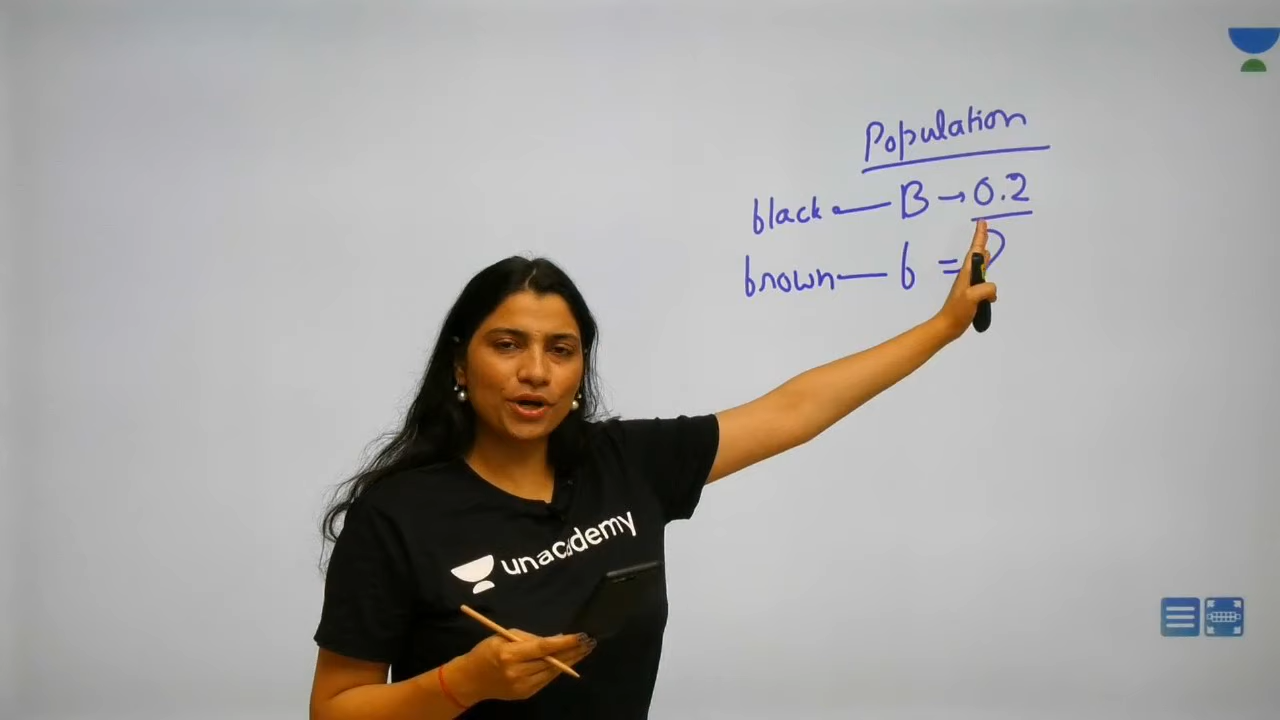 Population
black — B → 0.2
brown — b = ?
unacademy